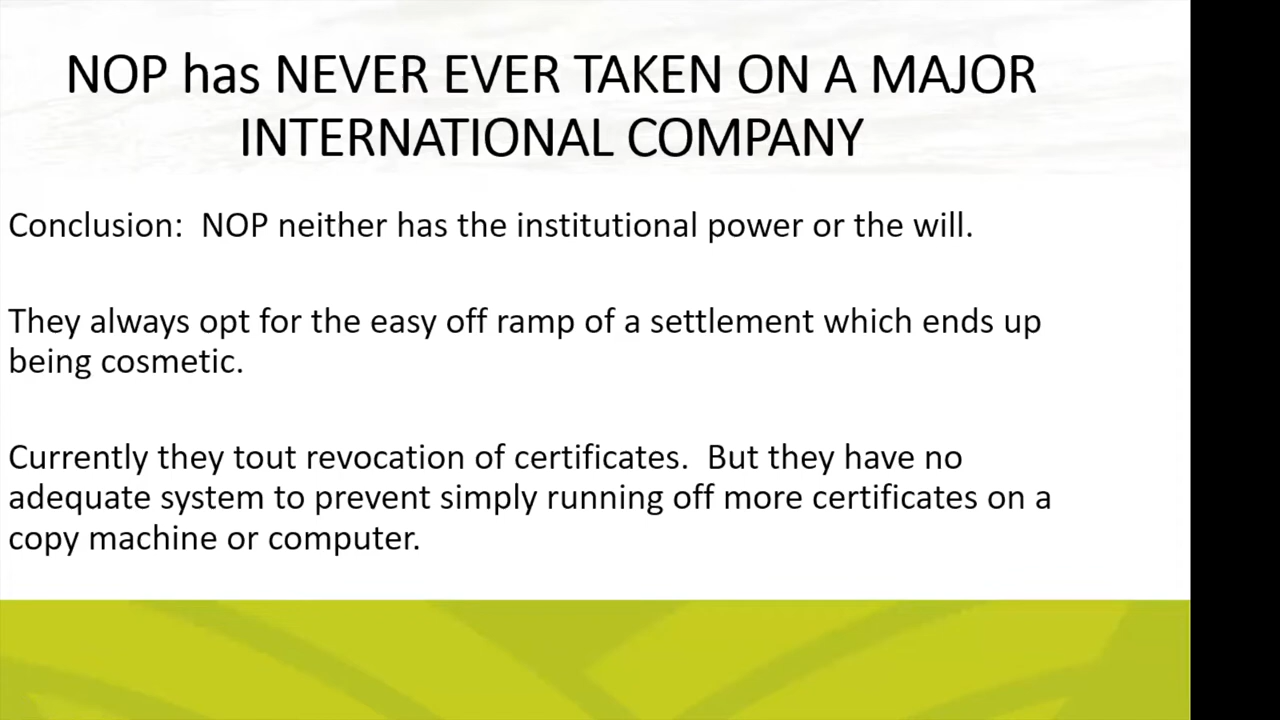 NOP has NEVER EVER TAKEN ON A MAJOR
INTERNATIONAL COMPANY
Conclusion:  NOP neither has the institutional power or the will.
They always opt for the easy off ramp of a settlement which ends up
being cosmetic.
Currently they tout revocation of certificates.  But they have no
adequate system to prevent simply running off more certificates on a
copy machine or computer.